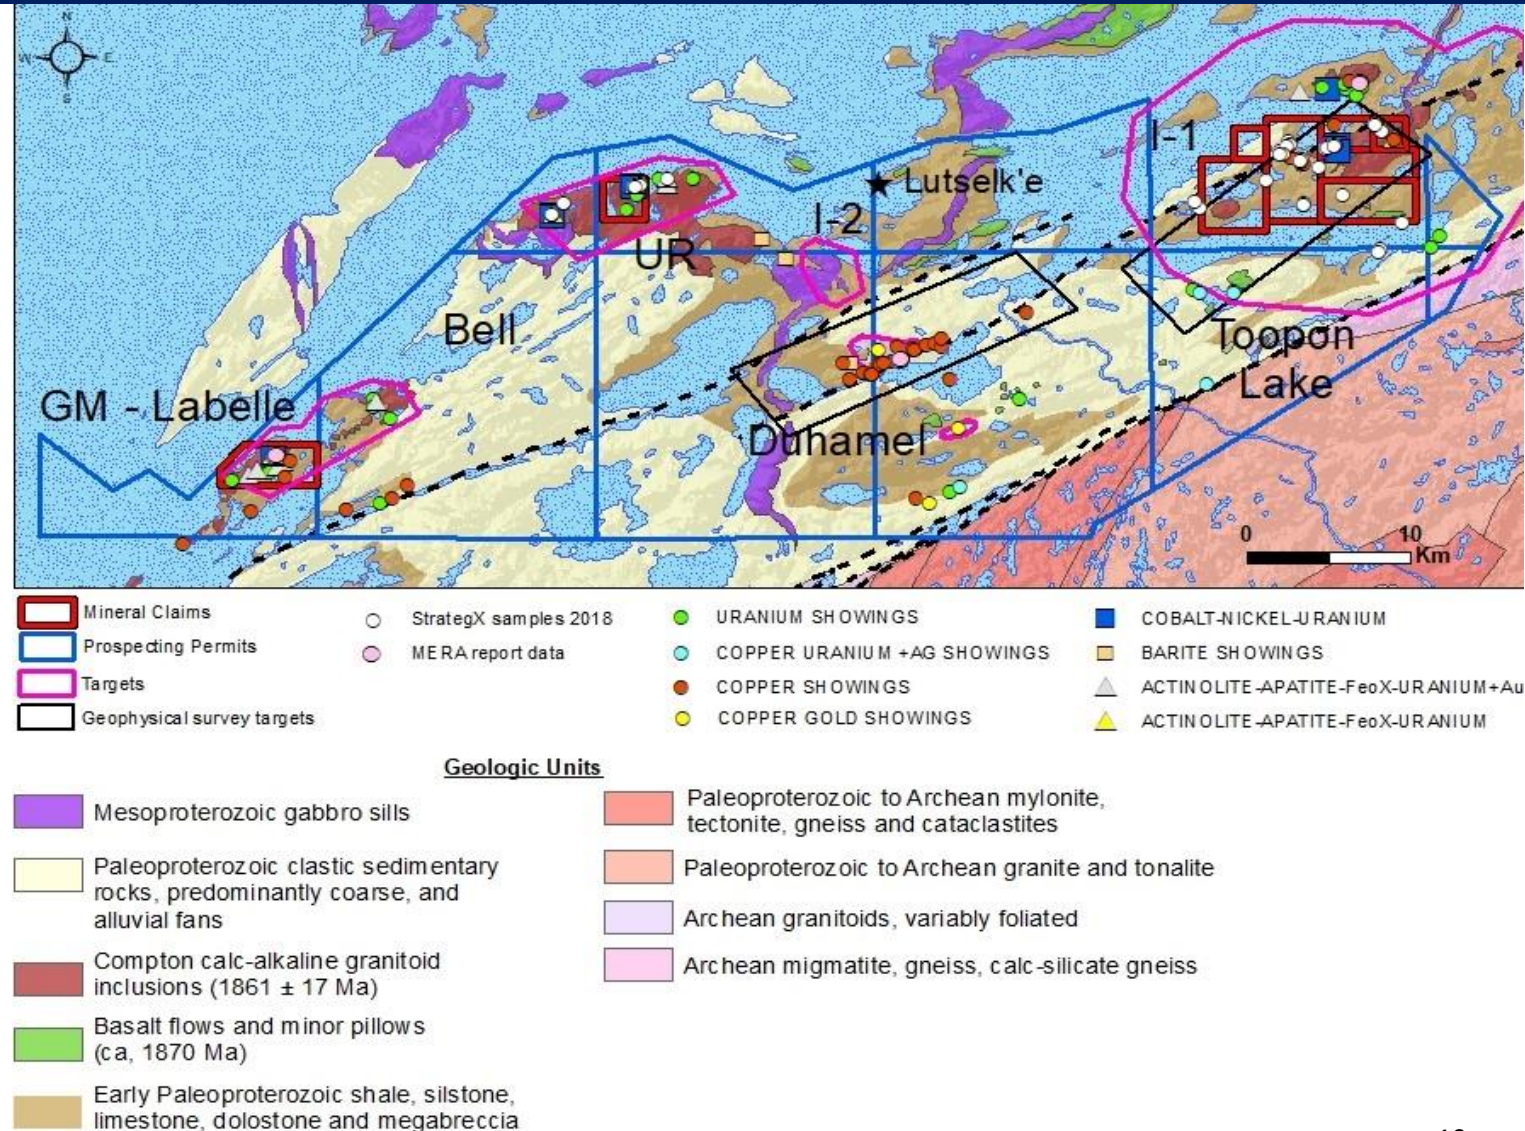 N
W E
S
I-1
Lutselk'e
I-2
UR
Bell
Toopon
Lake
GM - Labelle
Duhamel
0 10
Km
Mineral Claims
Prospecting Permits
Targets
Geophysical survey targets
StrategX samples 2018
MERA report data
URANIUM SHOWINGS
COPPER URANIUM +AG SHOWINGS
COPPER SHOWINGS
COPPER GOLD SHOWINGS
COBALT-NICKEL-URANIUM
BARITE SHOWINGS
ACTINOLITE-APATITE-FeoX-URANIUM+Au
ACTINOLITE-APATITE-FeoX-URANIUM
Geologic Units
Mesoproterozoic gabbro sills
Paleoproterozoic clastic sedimentary
rocks, predominantly coarse, and
alluvial fans
Compton calc-alkaline granitoid
inclusions (1861 ± 17 Ma)
Basalt flows and minor pillows
(ca, 1870 Ma)
Early Paleoproterozoic shale, silstone,
limestone, dolostone and megabreccia
Paleoproterozoic to Archean mylonite,
tectonite, gneiss and cataclastites
Paleoproterozoic to Archean granite and tonalite
Archean granitoids, variably foliated
Archean migmatite, gneiss, calc-silicate gneiss